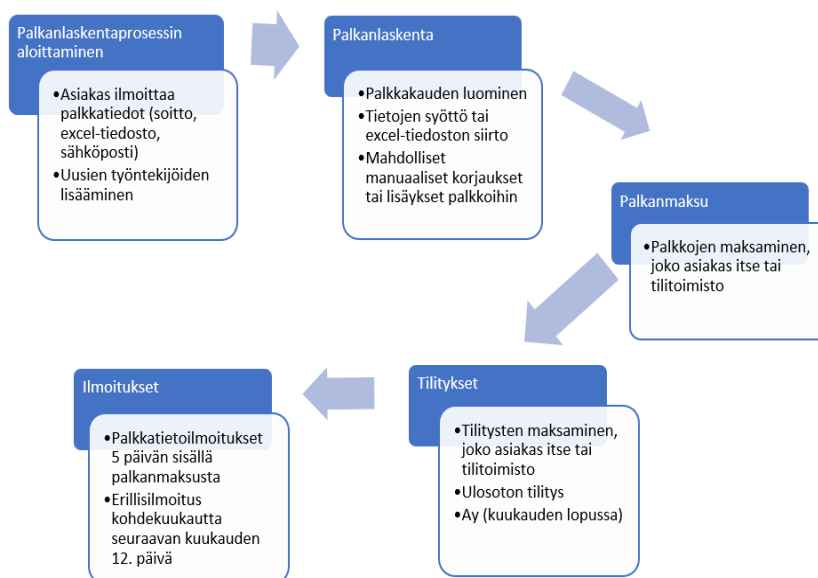 Palkanlaskentaprosessin
aloittaminen
•Asiakas ilmoittaa
palkkatiedot (soitto,
excel-tiedosto,
sähköposti)
•Uusien työntekijöiden
lisääminen
Palkanlaskenta
•Palkkakauden luominen
•Tietojen syöttö tai
excel-tiedoston siirto
•Mahdolliset
manuaaliset korjaukset
tai lisäykset palkkoihin
Palkanmaksu
•Palkkojen maksaminen,
joko asiakas itse tai
tilitoimisto
Tilitykset
•Tilitysten maksaminen,
joko asiakas itse tai
tilitoimisto
•Ulosoton tilitys
•Ay (kuukauden lopussa)
Ilmoitukset
•Palkkatietoilmoitukset
5 päivän sisällä
palkanmaksusta
•Erillisilmoitus
kohdekuukautta
seuraavan kuukauden
12. päivä